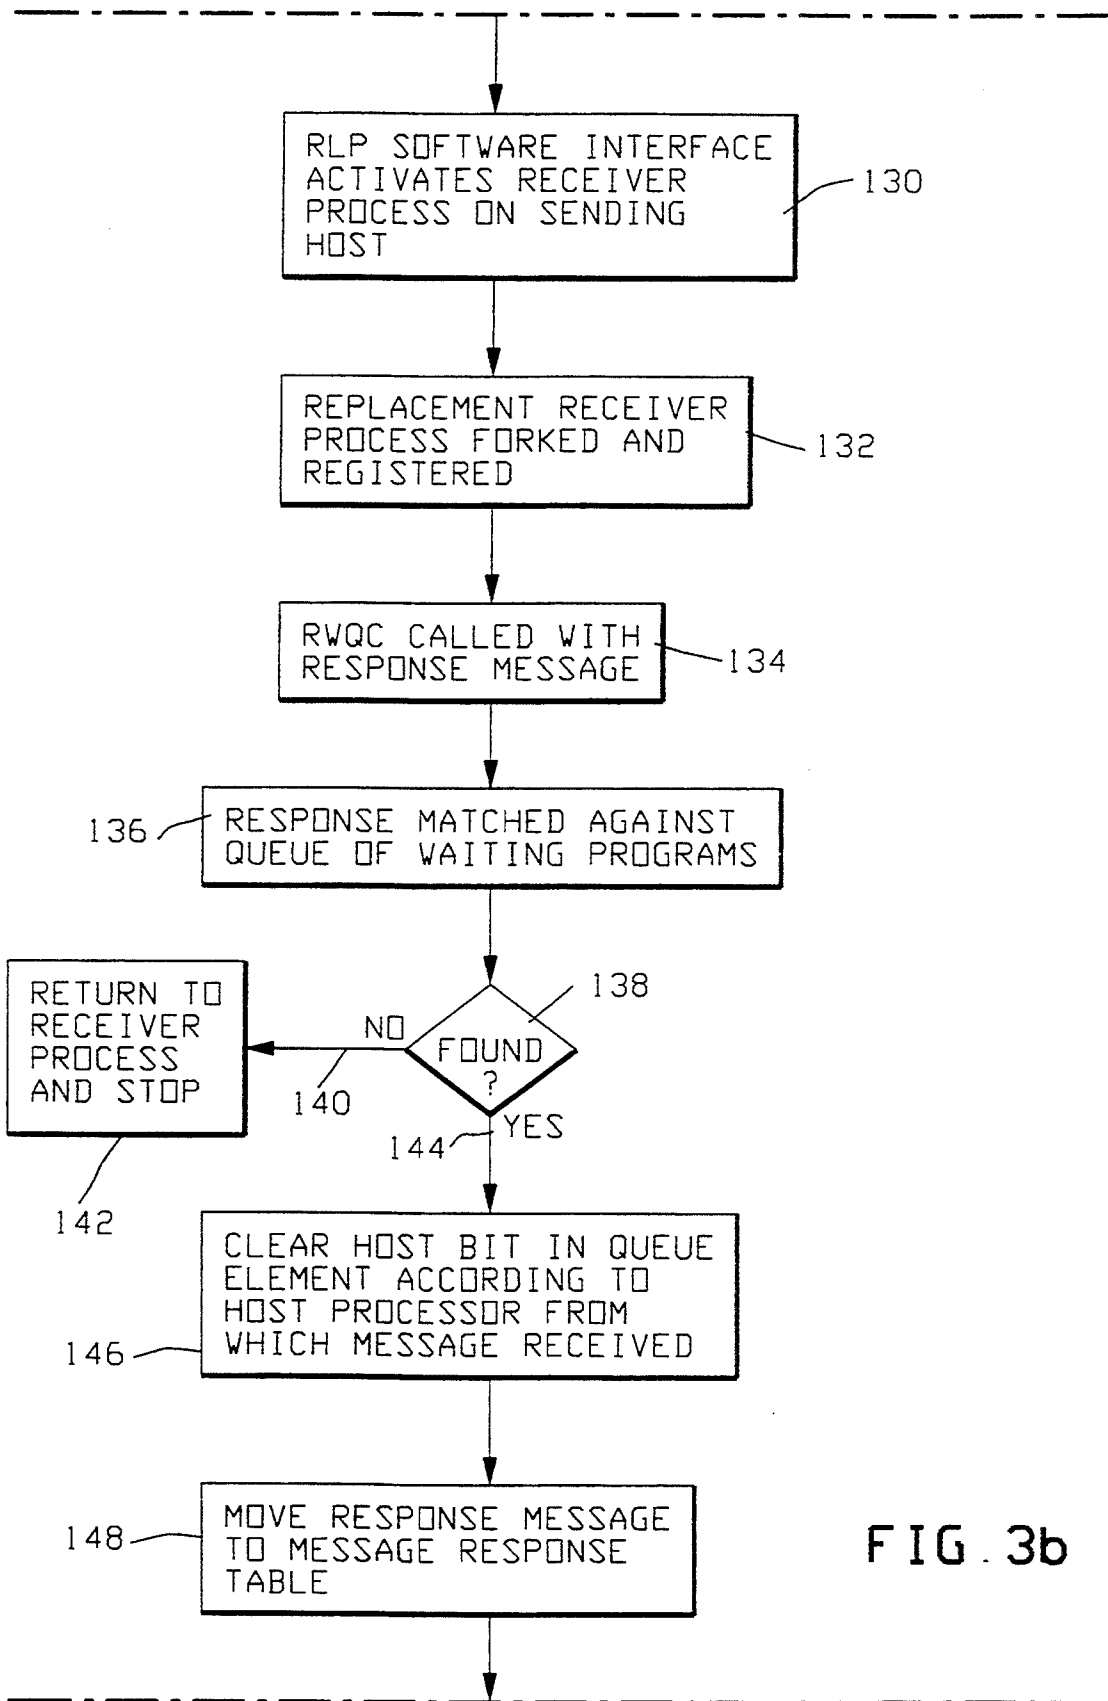 RLP SOFTWARE INTERFACE
ACTIVATES RECEIVER
PROCESS ON SENDING
HOST
130
REPLACEMENT RECEIVER
PROCESS FORKED AND
REGISTERED
132
RWQC CALLED WITH
RESPONSE MESSAGE
134
136
RESPONSE MATCHED AGAINST
QUEUE OF WAITING PROGRAMS
138
FOUND
?
NO
140
RETURN TO
RECEIVER
PROCESS
AND STOP
142
YES
144
CLEAR HOST BIT IN QUEUE
ELEMENT ACCORDING TO
HOST PROCESSOR FROM
WHICH MESSAGE RECEIVED
146
MOVE RESPONSE MESSAGE
TO MESSAGE RESPONSE
TABLE
148
FIG. 3b